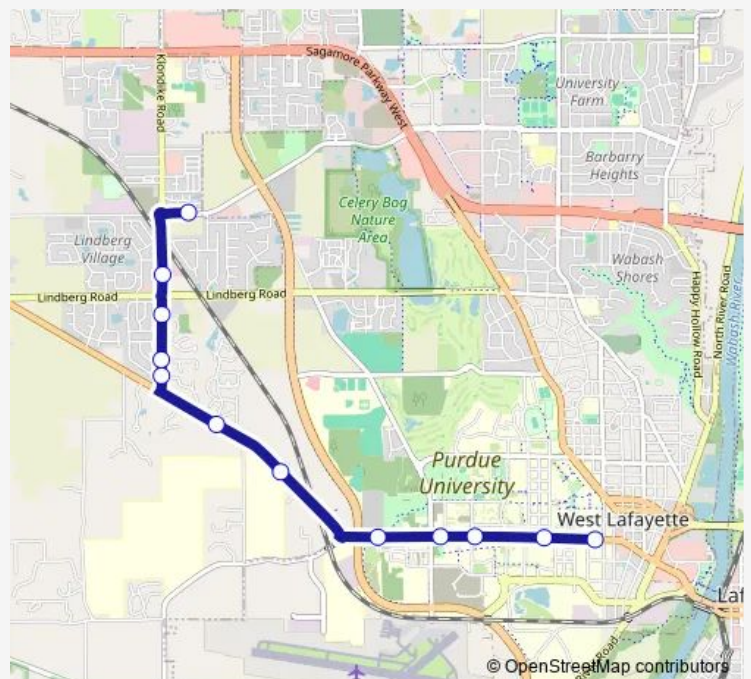 Sagamore Parkway West
Klondike Road
University
Farm
Barbarry
Heights
Celery Bog
Nature
Area
Lindberg
Village
Wabash
Shores
Lindberg Road
Lindberg Road
Happy Hollow Road
North River Road
Wabash River
Purdue
University
West Lafayette
Laf
Road
© OpenStreetMap contributors